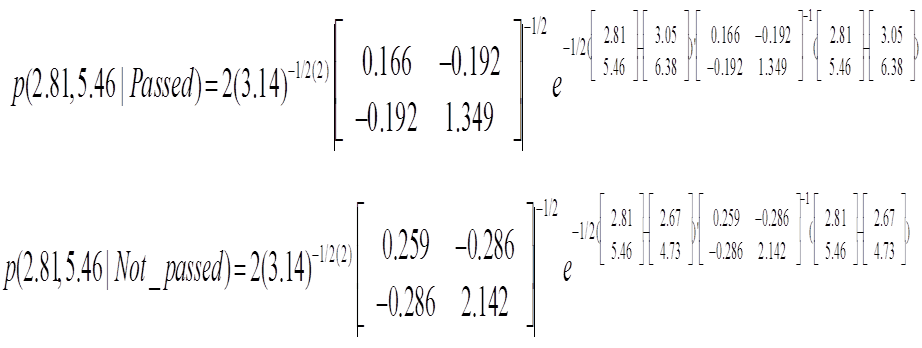 p(2.81,5.46 | Passed) = 2(3.14)^{-1/2(2)} [0.166 -0.192; -0.192 1.349]^{-1/2} e^{-1/2([2.81; 5.46]-[3.05; 6.38])'[0.166 -0.192; -0.192 1.349]^{-1}([2.81; 5.46]-[3.05; 6.38])}
p(2.81,5.46 | Not_passed) = 2(3.14)^{-1/2(2)} [0.259 -0.286; -0.286 2.142]^{-1/2} e^{-1/2([2.81; 5.46]-[2.67; 4.73])'[0.259 -0.286; -0.286 2.142]^{-1}([2.81; 5.46]-[2.67; 4.73])}